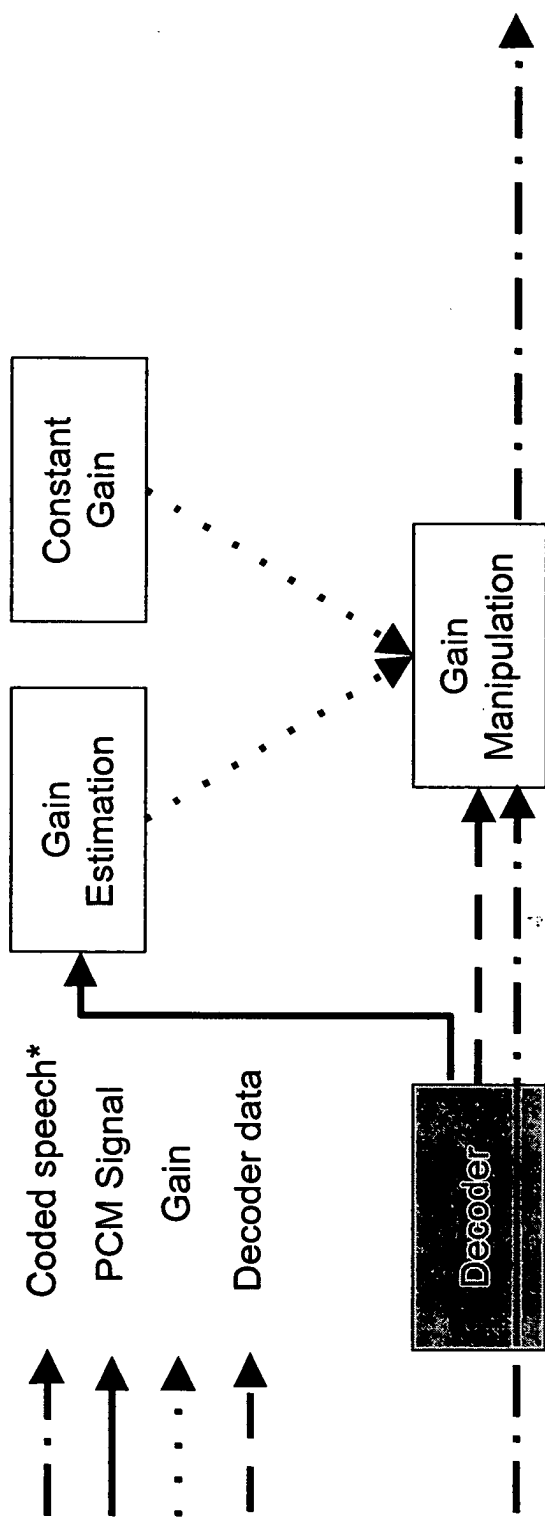 Coded speech*
PCM Signal
Gain
Decoder data
Gain
Estimation
Constant
Gain
Decoder
Gain
Manipulation